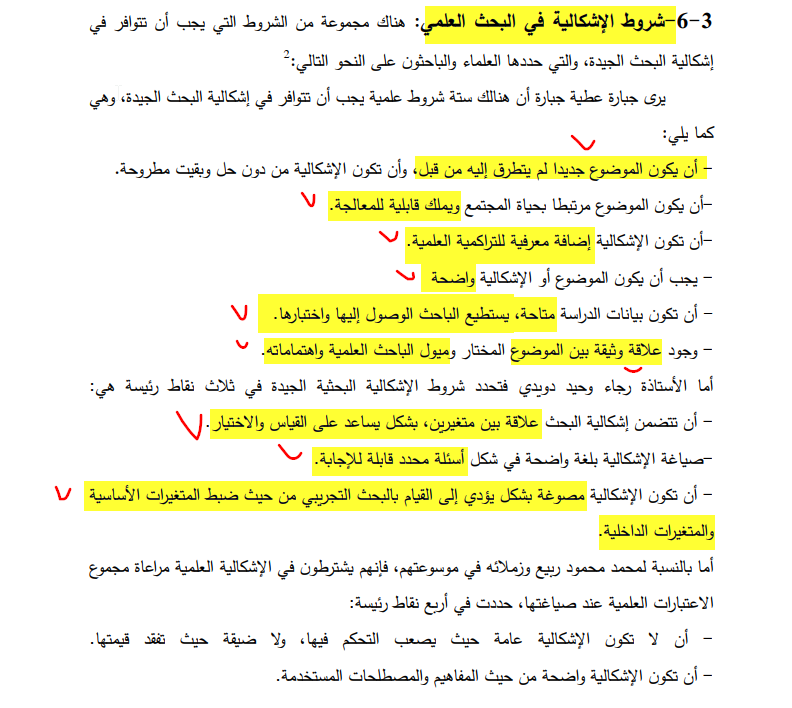 3-6-شروط الإشكالية في البحث العلمي: هناك مجموعة من الشروط التي يجب أن تتوافر في
إشكالية البحث الجيدة، والتي حددها العلماء والباحثون على النحو التالي:2
يرى جبارة عطية جبارة أن هنالك ستة شروط علمية يجب أن تتوافر في إشكالية البحث الجيدة، وهي
كما يلي:
- أن يكون الموضوع جديدا لم يتطرق إليه من قبل، وأن تكون الإشكالية من دون حل وبقيت مطروحة.
-أن يكون الموضوع مرتبطا بحياة المجتمع ويملك قابلية للمعالجة.
-أن تكون الإشكالية إضافة معرفية للتراكمية العلمية.
- يجب أن يكون الموضوع أو الإشكالية واضحة
- أن تكون بيانات الدراسة متاحة، يستطيع الباحث الوصول إليها واختبارها.
- وجود علاقة وثيقة بين الموضوع المختار وميول الباحث العلمية واهتماماته.
أما الأستاذة رجاء وحيد دويدي فتحدد شروط الإشكالية البحثية الجيدة في ثلاث نقاط رئيسة هي:
- أن تتضمن إشكالية البحث علاقة بين متغيرين، بشكل يساعد على القياس والاختيار.
-صياغة الإشكالية بلغة واضحة في شكل أسئلة محدد قابلة للإجابة.
- أن تكون الإشكالية مصوغة بشكل يؤدي إلى القيام بالبحث التجريبي من حيث ضبط المتغيرات الأساسية
والمتغيرات الداخلية.
أما بالنسبة لمحمد محمود ربيع وزملائه في موسوعتهم، فإنهم يشترطون في الإشكالية العلمية مراعاة مجموع
الاعتبارات العلمية عند صياغتها، حددت في أربع نقاط رئيسة:
- أن لا تكون الإشكالية عامة حيث يصعب التحكم فيها، ولا ضيقة حيث تفقد قيمتها.
- أن تكون الإشكالية واضحة من حيث المفاهيم والمصطلحات المستخدمة.